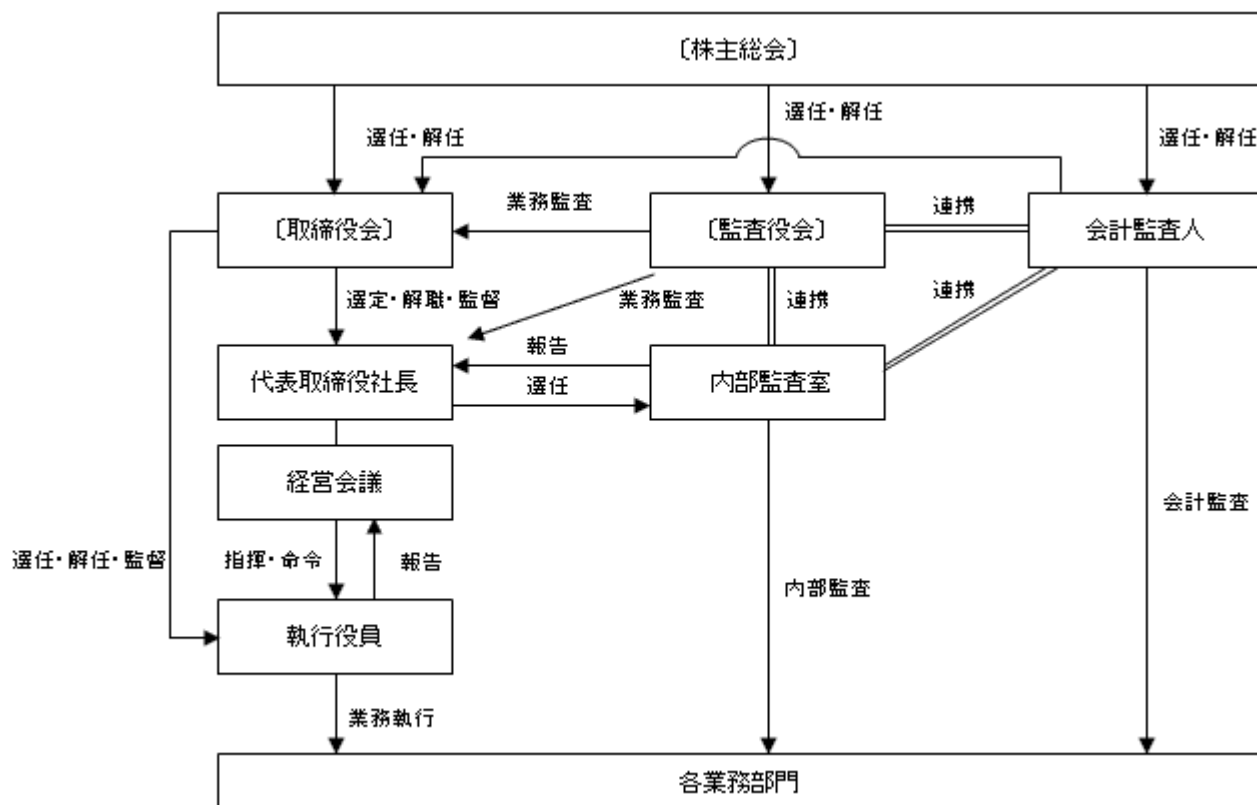 〔株主総会〕
選任・解任
選任・解任
選任・解任
〔取締役会〕
業務監査
〔監査役会〕
連携
会計監査人
選定・解職・監督
業務監査
連携
連携
代表取締役社長
報告
選任
内部監査室
経営会議
選任・解任・監督
指揮・命令
報告
内部監査
会計監査
執行役員
業務執行
各業務部門